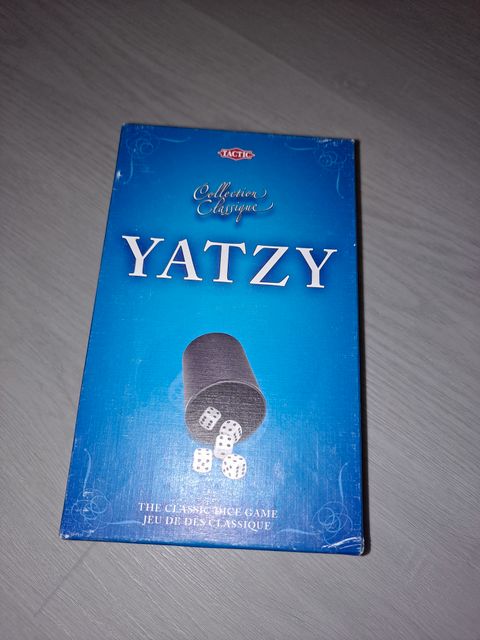 TACTIC
Collection
Classique
YATZY
THE CLASSIC DICE GAME
JEU DE DÉS CLASSIQUE